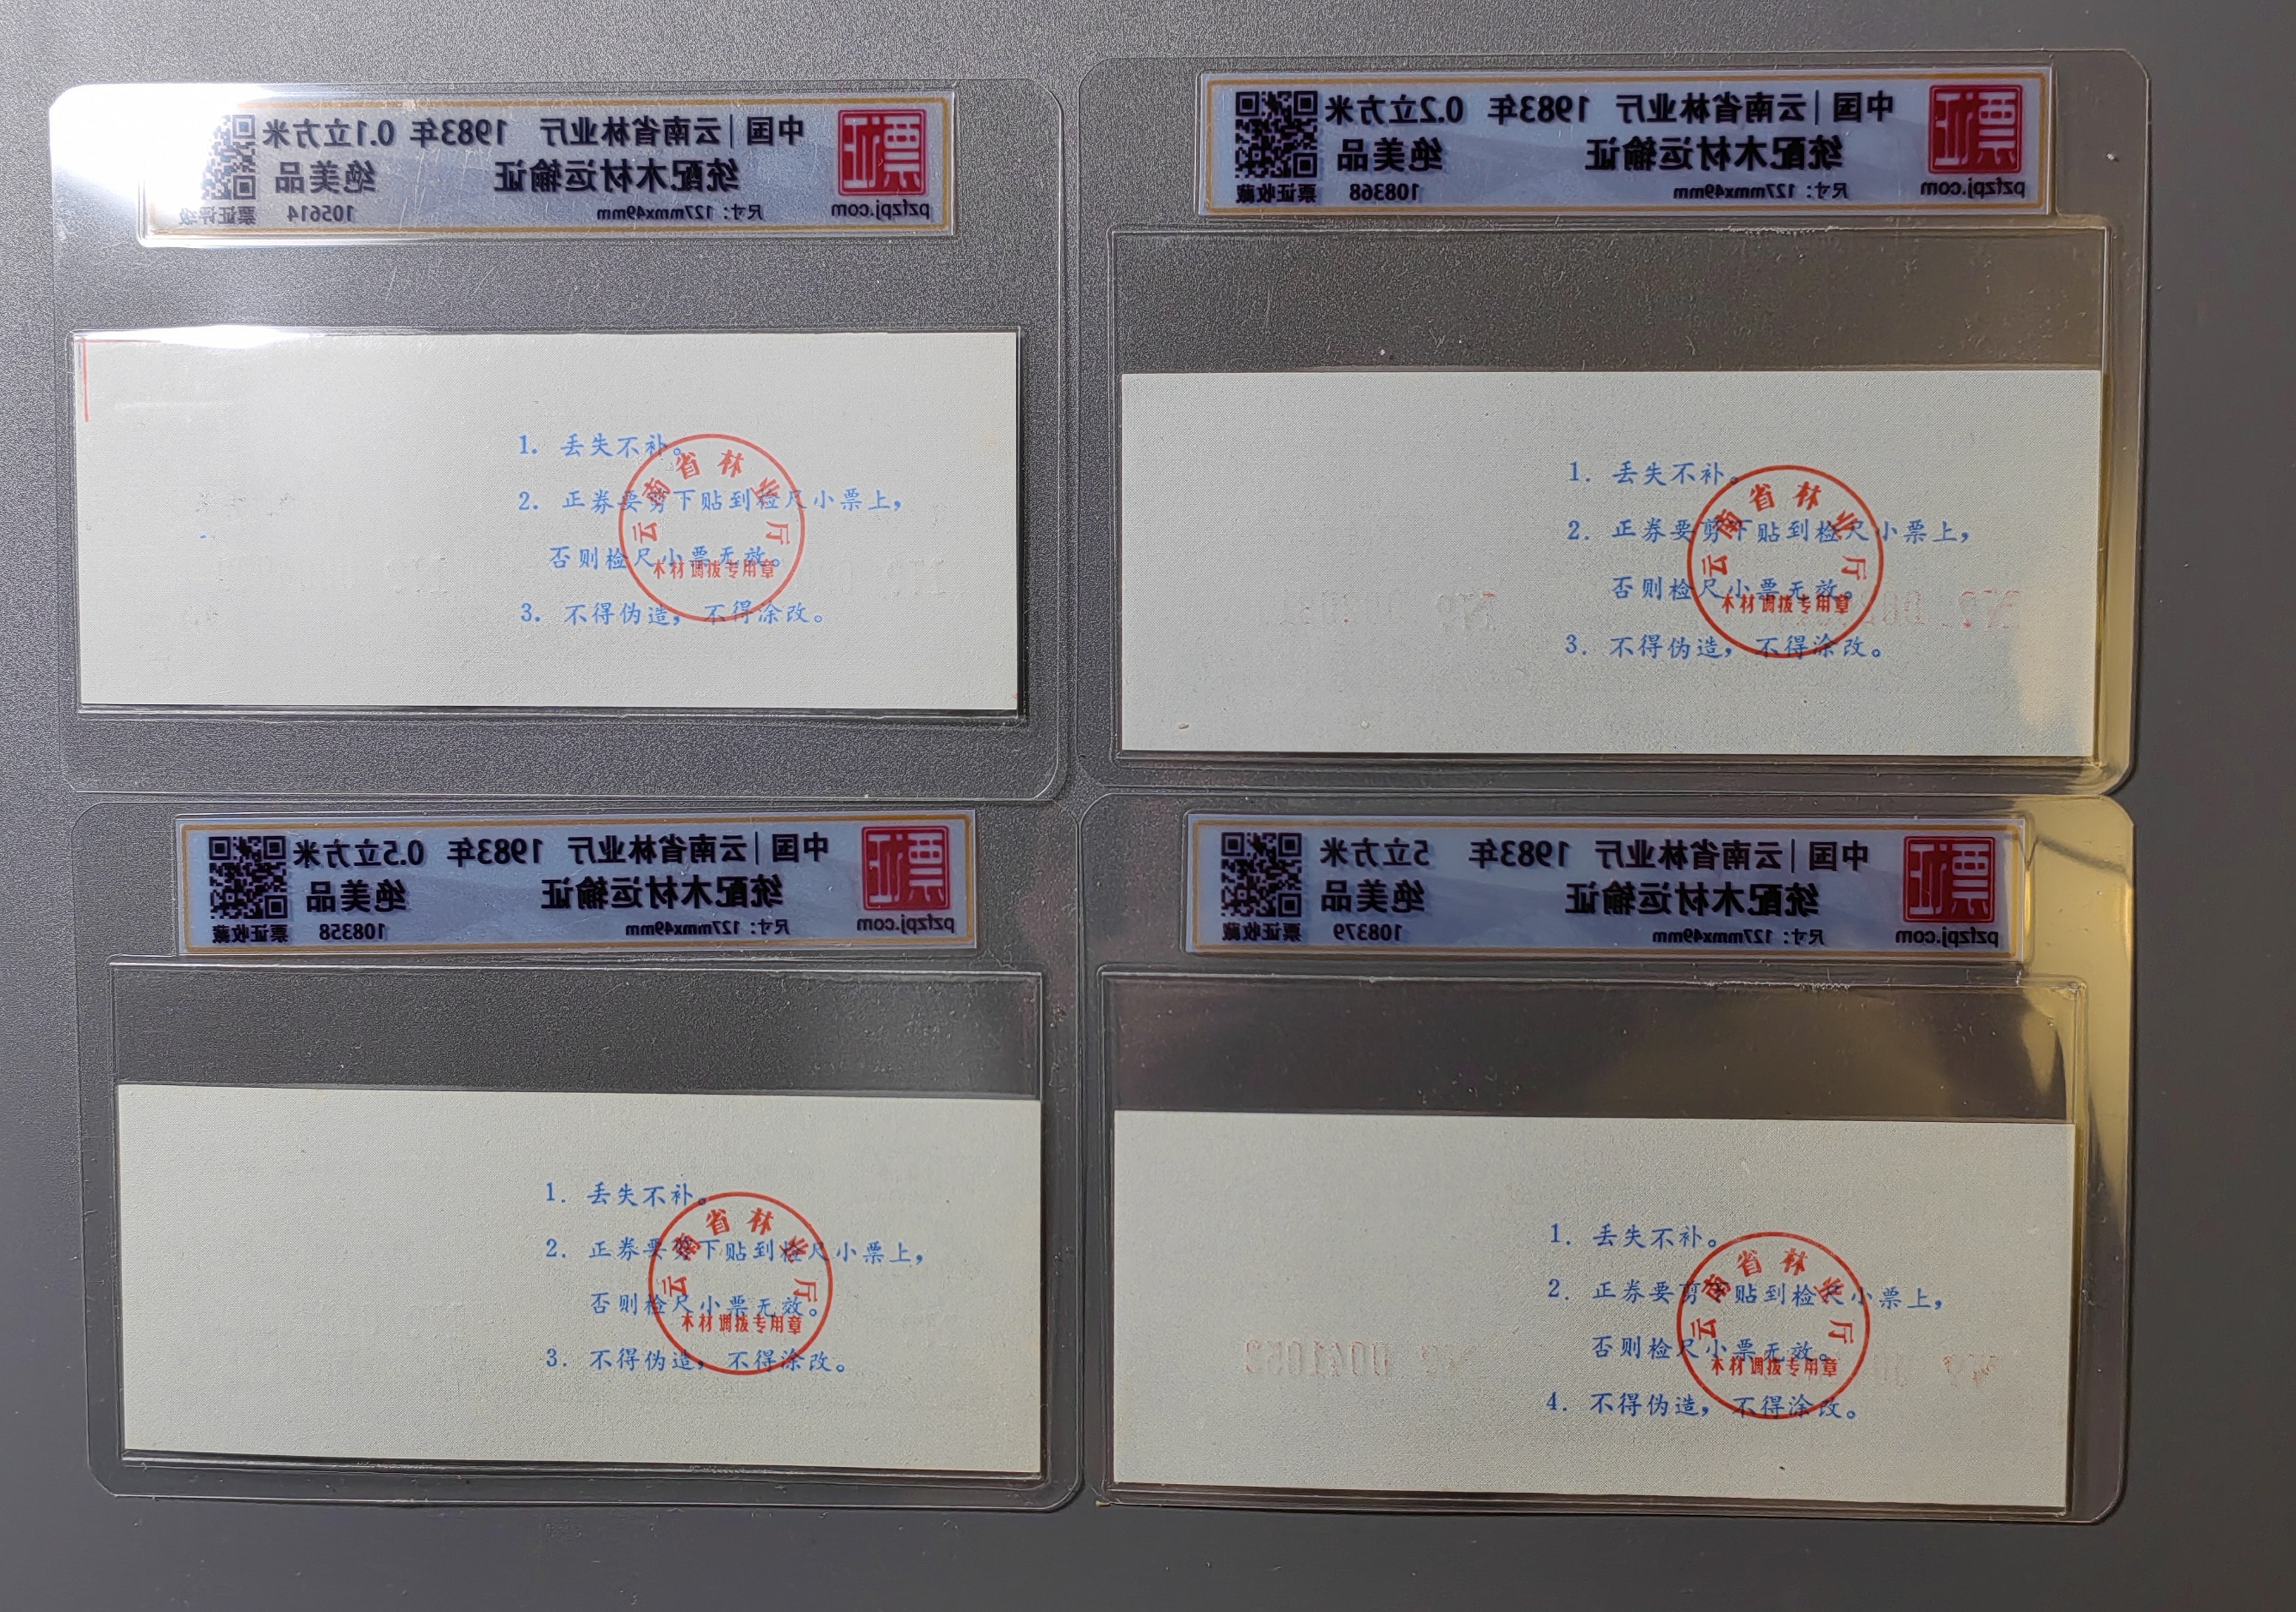 中国|云南省林业厅 1983年 0.1立方米
统配木材运输证 绝美品
pzfzpj.com 尺寸：127mmx49mm 105614 票证评级
票证
1. 丢失不补。
2. 正券要剪下贴到检尺小票上，
否则检尺小票无效。
3. 不得伪造，不得涂改。
云南省林业厅
木材调拨专用章
中国|云南省林业厅 1983年 0.2立方米
统配木材运输证 绝美品
pzfzpj.com 尺寸：127mmx49mm 108368 票证收藏
票证
1. 丢失不补。
2. 正券要剪下贴到检尺小票上，
否则检尺小票无效。
3. 不得伪造，不得涂改。
云南省林业厅
木材调拨专用章
中国|云南省林业厅 1983年 0.5立方米
统配木材运输证 绝美品
pzfzpj.com 尺寸：127mmx49mm 108358 票证收藏
票证
1. 丢失不补。
2. 正券要剪下贴到检尺小票上，
否则检尺小票无效。
3. 不得伪造，不得涂改。
云南省林业厅
木材调拨专用章
中国|云南省林业厅 1983年 5立方米
统配木材运输证 绝美品
pzfzpj.com 尺寸：127mmx49mm 108379 票证收藏
票证
1. 丢失不补。
2. 正券要剪下贴到检尺小票上，
否则检尺小票无效。
4. 不得伪造，不得涂改。
云南省林业厅
木材调拨专用章